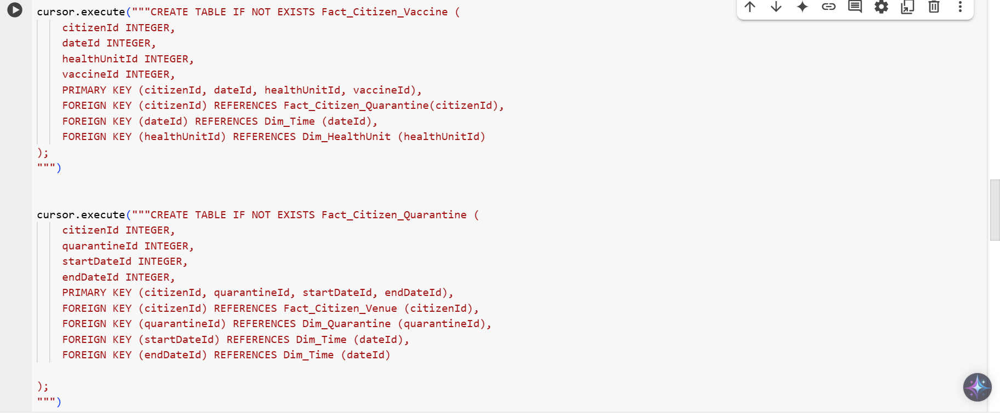 cursor.execute("""CREATE TABLE IF NOT EXISTS Fact_Citizen_Vaccine (
    citizenId INTEGER,
    dateId INTEGER,
    healthUnitId INTEGER,
    vaccineId INTEGER,
    PRIMARY KEY (citizenId, dateId, healthUnitId, vaccineId),
    FOREIGN KEY (citizenId) REFERENCES Fact_Citizen_Quarantine(citizenId),
    FOREIGN KEY (dateId) REFERENCES Dim_Time (dateId),
    FOREIGN KEY (healthUnitId) REFERENCES Dim_HealthUnit (healthUnitId)
);
""")
cursor.execute("""CREATE TABLE IF NOT EXISTS Fact_Citizen_Quarantine (
    citizenId INTEGER,
    quarantineId INTEGER,
    startDateId INTEGER,
    endDateId INTEGER,
    PRIMARY KEY (citizenId, quarantineId, startDateId, endDateId),
    FOREIGN KEY (citizenId) REFERENCES Fact_Citizen_Venue (citizenId),
    FOREIGN KEY (quarantineId) REFERENCES Dim_Quarantine (quarantineId),
    FOREIGN KEY (startDateId) REFERENCES Dim_Time (dateId),
    FOREIGN KEY (endDateId) REFERENCES Dim_Time (dateId)
);
""")